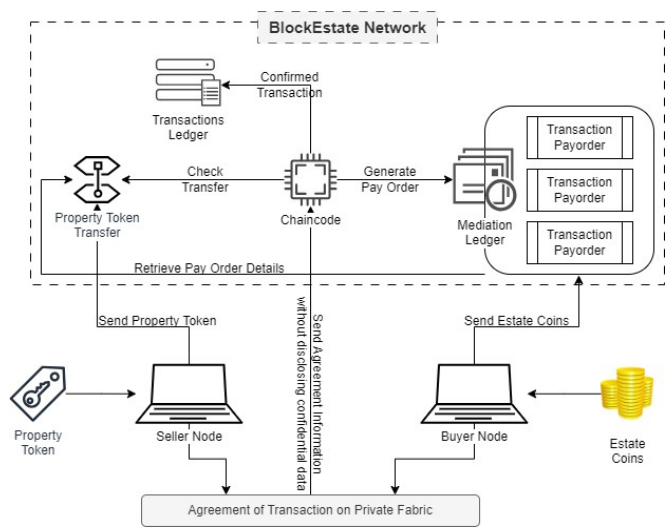 BlockEstate Network
Confirmed
Transaction
Transactions
Ledger
Transaction
Payorder
Check
Transfer
Generate
Pay Order
Transaction
Payorder
Property Token
Transfer
Chaincode
Mediation
Ledger
Transaction
Payorder
Retrieve Pay Order Details
Send Property Token
Send Agreement Information
without disclosing confidential data
Send Estate Coins
Property
Token
Seller Node
Buyer Node
Estate
Coins
Agreement of Transaction on Private Fabric